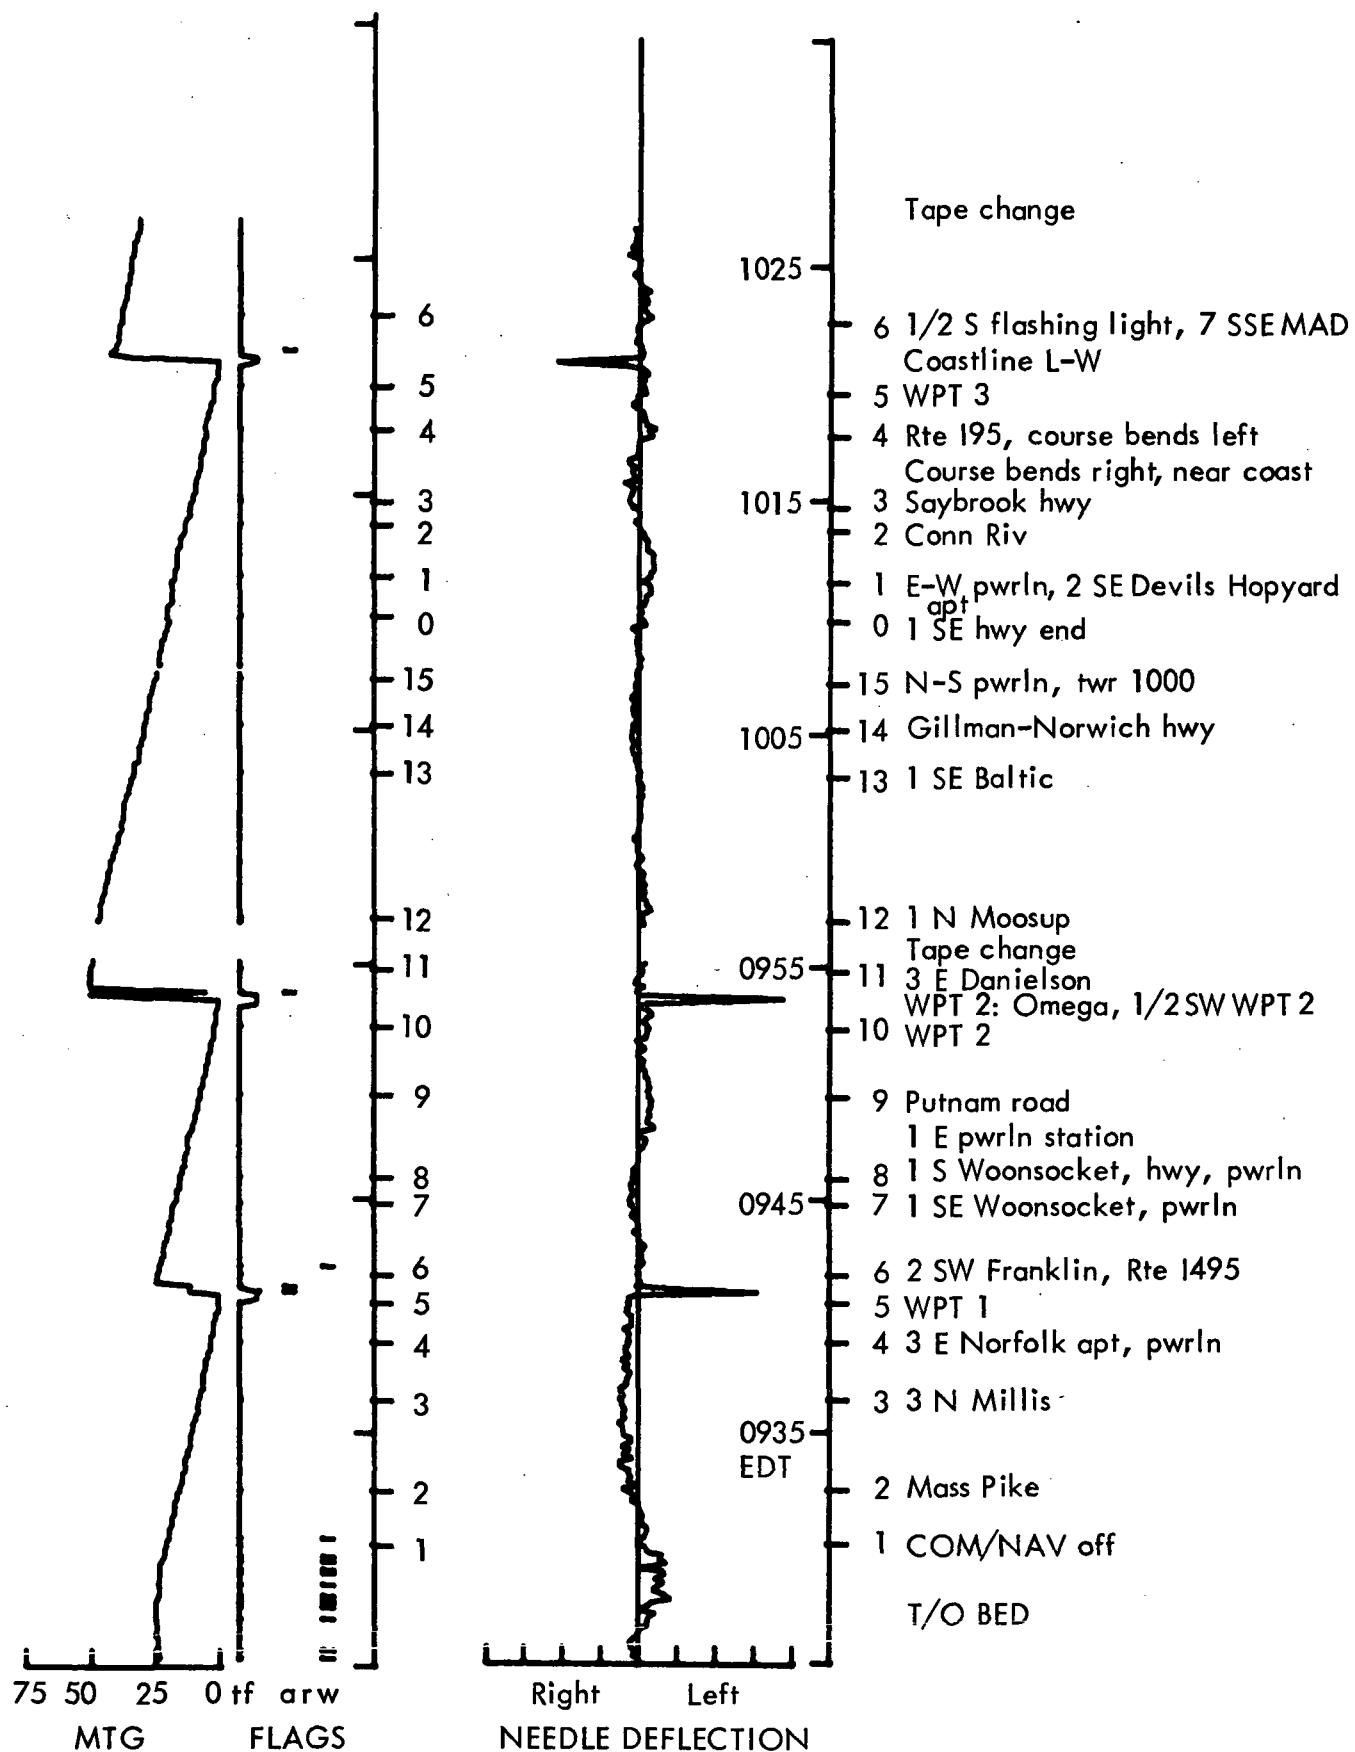 Tape change
1025
6 6 1/2 S flashing light, 7 SSE MAD
Coastline L-W
5 5 WPT 3
4 4 Rte 195, course bends left
Course bends right, near coast
3 1015 3 Saybrook hwy
2 2 Conn Riv
1 1 E-W pwrln, 2 SE Devils Hopyard
apt
0 0 1 SE hwy end
15 15 N-S pwrln, twr 1000
14 1005 14 Gillman-Norwich hwy
13 13 1 SE Baltic
12 12 1 N Moosup
Tape change
11 0955 11 3 E Danielson
WPT 2: Omega, 1/2 SW WPT 2
10 10 WPT 2
9 9 Putnam road
1 E pwrln station
8 8 1 S Woonsocket, hwy, pwrln
7 0945 7 1 SE Woonsocket, pwrln
6 6 2 SW Franklin, Rte 1495
5 5 WPT 1
4 4 3 E Norfolk apt, pwrln
3 3 3 N Millis
0935
EDT
2 2 Mass Pike
1 1 COM/NAV off
T/O BED
75 50 25 0 tf a r w Right Left
MTG FLAGS NEEDLE DEFLECTION